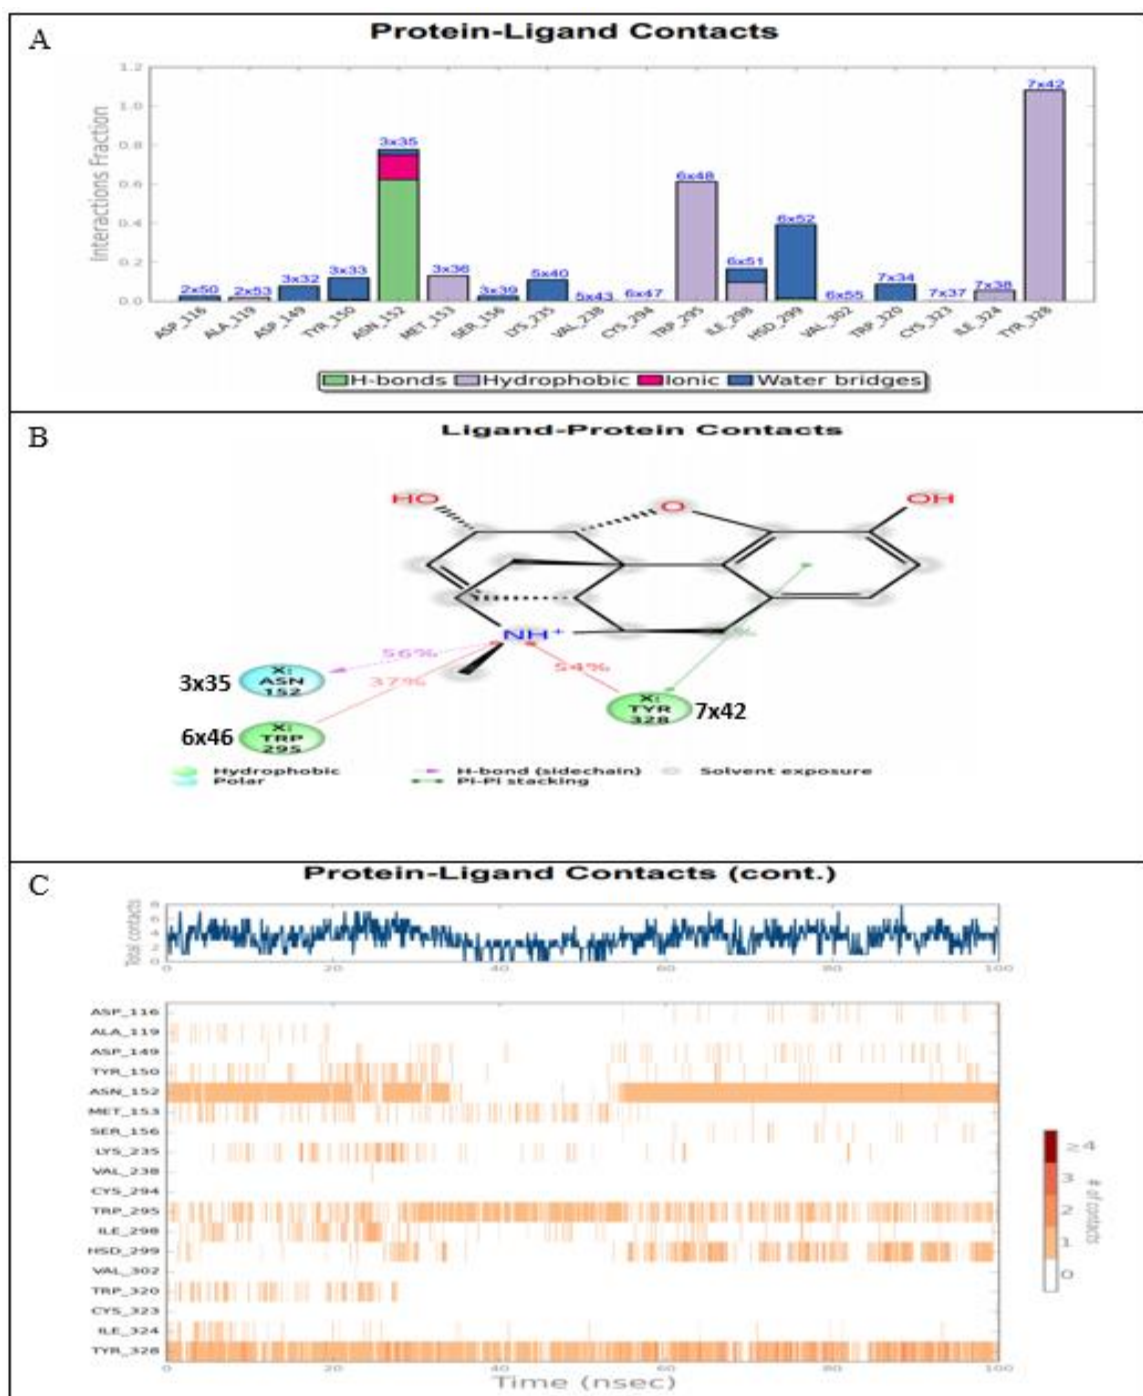 A
Protein-Ligand Contacts
Interactions Fraction
1.2
1.0
0.8
0.6
0.4
0.2
0.0
2x50 2x53 3x32 3x33 3x35 3x36 3x39 5x40 5x43 6x47 6x48 6x51 6x52 6x55 7x34 7x37 7x38 7x42
ASP_116 ALA_119 ASP_149 TYR_150 ASN_152 MET_153 SER_156 LYS_235 VAL_238 CYS_294 TRP_295 ILE_298 HSD_299 VAL_302 TRP_320 CYS_323 ILE_324 TYR_328
H-bonds Hydrophobic Ionic Water bridges
B
Ligand-Protein Contacts
HO O OH
NH+
56%
37%
54%
%
3x35 X: ASN 152
6x46 X: TRP 295
X: TYR 328 7x42
Hydrophobic H-bond (sidechain) Solvent exposure
Polar Pi-Pi stacking
C
Protein-Ligand Contacts (cont.)
Total contacts
8
6
4
2
0
0 20 40 60 80 100
ASP_116
ALA_119
ASP_149
TYR_150
ASN_152
MET_153
SER_156
LYS_235
VAL_238
CYS_294
TRP_295
ILE_298
HSD_299
VAL_302
TRP_320
CYS_323
ILE_324
TYR_328
0 20 40 60 80 100
Time (nsec)
≥4
3
2
1
0
# of contacts